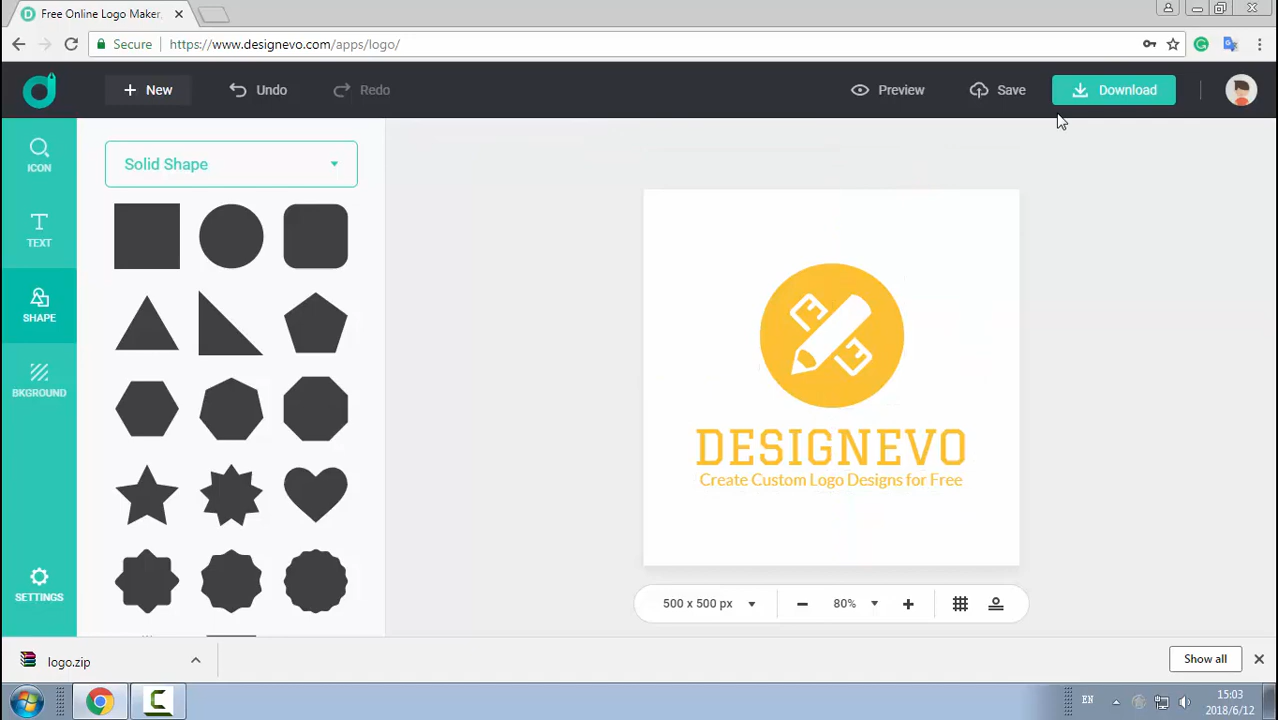 Free Online Logo Maker,
Secure https://www.designevo.com/apps/logo/
New
Undo
Redo
Preview
Save
Download
ICON
TEXT
SHAPE
BKGROUND
SETTINGS
Solid Shape
DESIGNEVO
Create Custom Logo Designs for Free
500 x 500 px
80%
logo.zip
Show all
EN
15:03
2018/6/12